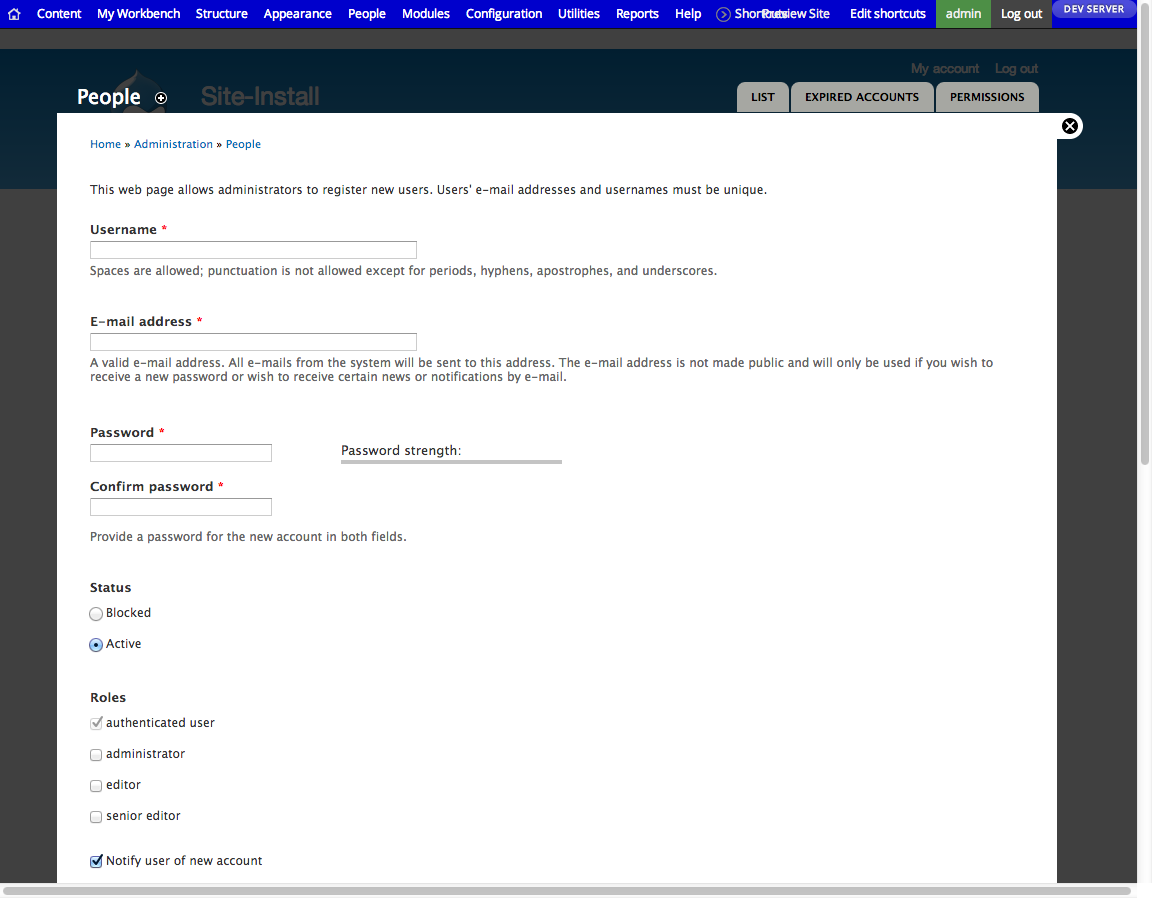 Content My Workbench Structure Appearance People Modules Configuration Utilities Reports Help Shortcuts Preview Site Edit shortcuts admin Log out DEV SERVER
My account Log out
People Site-Install LIST EXPIRED ACCOUNTS PERMISSIONS
Home » Administration » People
This web page allows administrators to register new users. Users' e-mail addresses and usernames must be unique.
Username *
Spaces are allowed; punctuation is not allowed except for periods, hyphens, apostrophes, and underscores.
E-mail address *
A valid e-mail address. All e-mails from the system will be sent to this address. The e-mail address is not made public and will only be used if you wish to
receive a new password or wish to receive certain news or notifications by e-mail.
Password *
Password strength:
Confirm password *
Provide a password for the new account in both fields.
Status
Blocked
Active
Roles
authenticated user
administrator
editor
senior editor
Notify user of new account